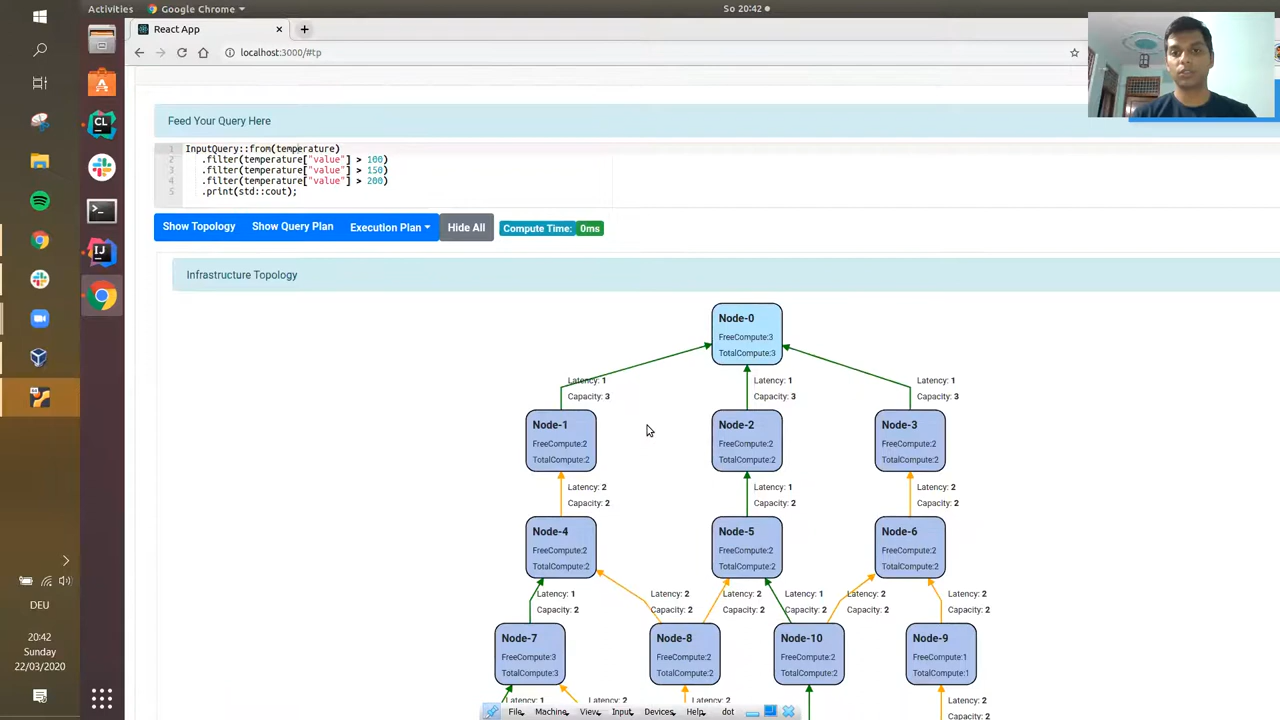 Activities
Google Chrome
So 20:42
React App
localhost:3000/#tp
Feed Your Query Here
1 InputQuery::from(temperature)
2 .filter(temperature["value"] > 100)
3 .filter(temperature["value"] > 150)
4 .filter(temperature["value"] > 200)
5 .print(std::cout);
Show Topology
Show Query Plan
Execution Plan
Hide All
Compute Time: 0ms
Infrastructure Topology
Node-0
FreeCompute:3
TotalCompute:3
Latency: 1
Capacity: 3
Latency: 1
Capacity: 3
Latency: 1
Capacity: 3
Node-1
FreeCompute:2
TotalCompute:2
Node-2
FreeCompute:2
TotalCompute:2
Node-3
FreeCompute:2
TotalCompute:2
Latency: 2
Capacity: 2
Latency: 1
Capacity: 2
Latency: 2
Capacity: 2
Node-4
FreeCompute:2
TotalCompute:2
Node-5
FreeCompute:2
TotalCompute:2
Node-6
FreeCompute:2
TotalCompute:2
Latency: 1
Capacity: 2
Latency: 2
Capacity: 2
Latency: 2
Capacity: 2
Latency: 1
Capacity: 2
Latency: 2
Capacity: 2
Latency: 2
Capacity: 2
Node-7
FreeCompute:3
TotalCompute:3
Node-8
FreeCompute:2
TotalCompute:2
Node-10
FreeCompute:2
TotalCompute:2
Node-9
FreeCompute:1
TotalCompute:1
Latency: 1
Latency: 2
Latency: 2
Latency: 2
Capacity: 2
File
Machine
View
Input
Devices
Help
dot
CL
IJ
DEU
20:42
Sunday
22/03/2020